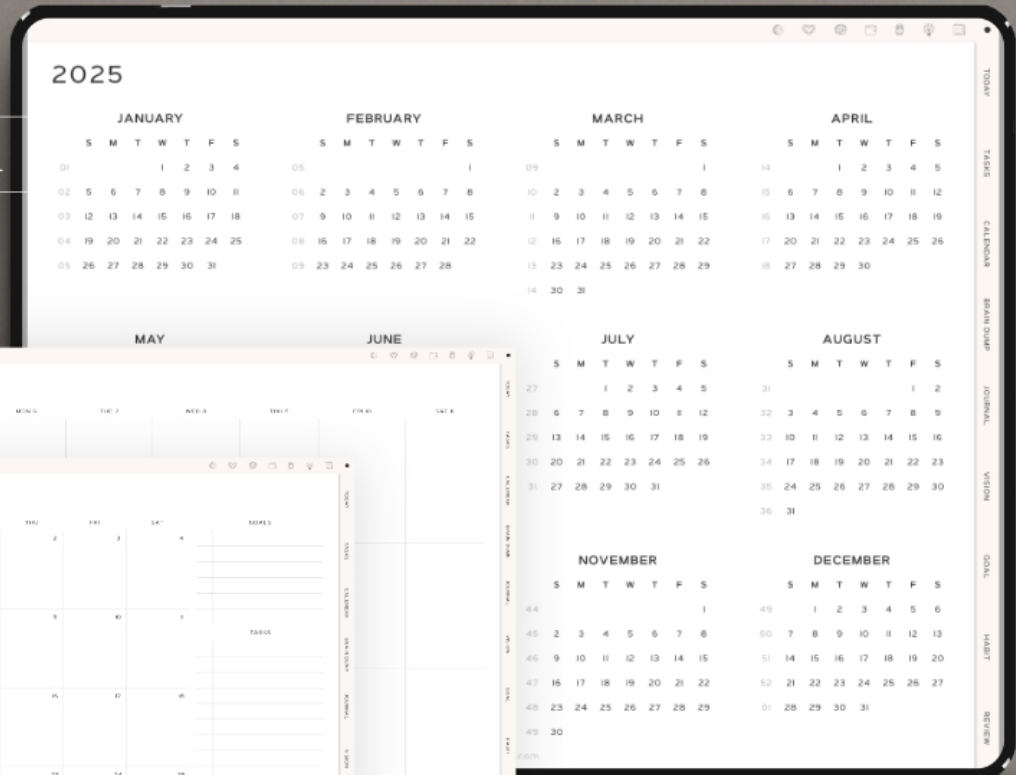 2025
JANUARY FEBRUARY MARCH APRIL
S M T W T F S S M T W T F S S M T W T F S S M T W T F S
01 1 2 3 4 05 1 09 1 14 1 2 3 4 5
02 5 6 7 8 9 10 11 06 2 3 4 5 6 7 8 10 2 3 4 5 6 7 8 15 6 7 8 9 10 11 12
03 12 13 14 15 16 17 18 07 9 10 11 12 13 14 15 11 9 10 11 12 13 14 15 16 13 14 15 16 17 18 19
04 19 20 21 22 23 24 25 08 16 17 18 19 20 21 22 12 16 17 18 19 20 21 22 17 20 21 22 23 24 25 26
05 26 27 28 29 30 31 09 23 24 25 26 27 28 13 23 24 25 26 27 28 29 18 27 28 29 30
14 30 31
MAY JUNE JULY AUGUST
S M T W T F S S M T W T F S
27 1 2 3 4 5 31 1 2
28 6 7 8 9 10 11 12 32 3 4 5 6 7 8 9
29 13 14 15 16 17 18 19 33 10 11 12 13 14 15 16
30 20 21 22 23 24 25 26 34 17 18 19 20 21 22 23
31 27 28 29 30 31 35 24 25 26 27 28 29 30
36 31
NOVEMBER DECEMBER
S M T W T F S S M T W T F S
44 1 49 1 2 3 4 5 6
45 2 3 4 5 6 7 8 50 7 8 9 10 11 12 13
46 9 10 11 12 13 14 15 51 14 15 16 17 18 19 20
47 16 17 18 19 20 21 22 52 21 22 23 24 25 26 27
48 23 24 25 26 27 28 29 01 28 29 30 31
49 30
com
TODAY
TASKS
CALENDAR
BRAIN DUMP
JOURNAL
VISION
GOAL
HABIT
REVIEW
THU FRI SAT GOALS
2 3 4
9 10 11
TASKS
16 17 18